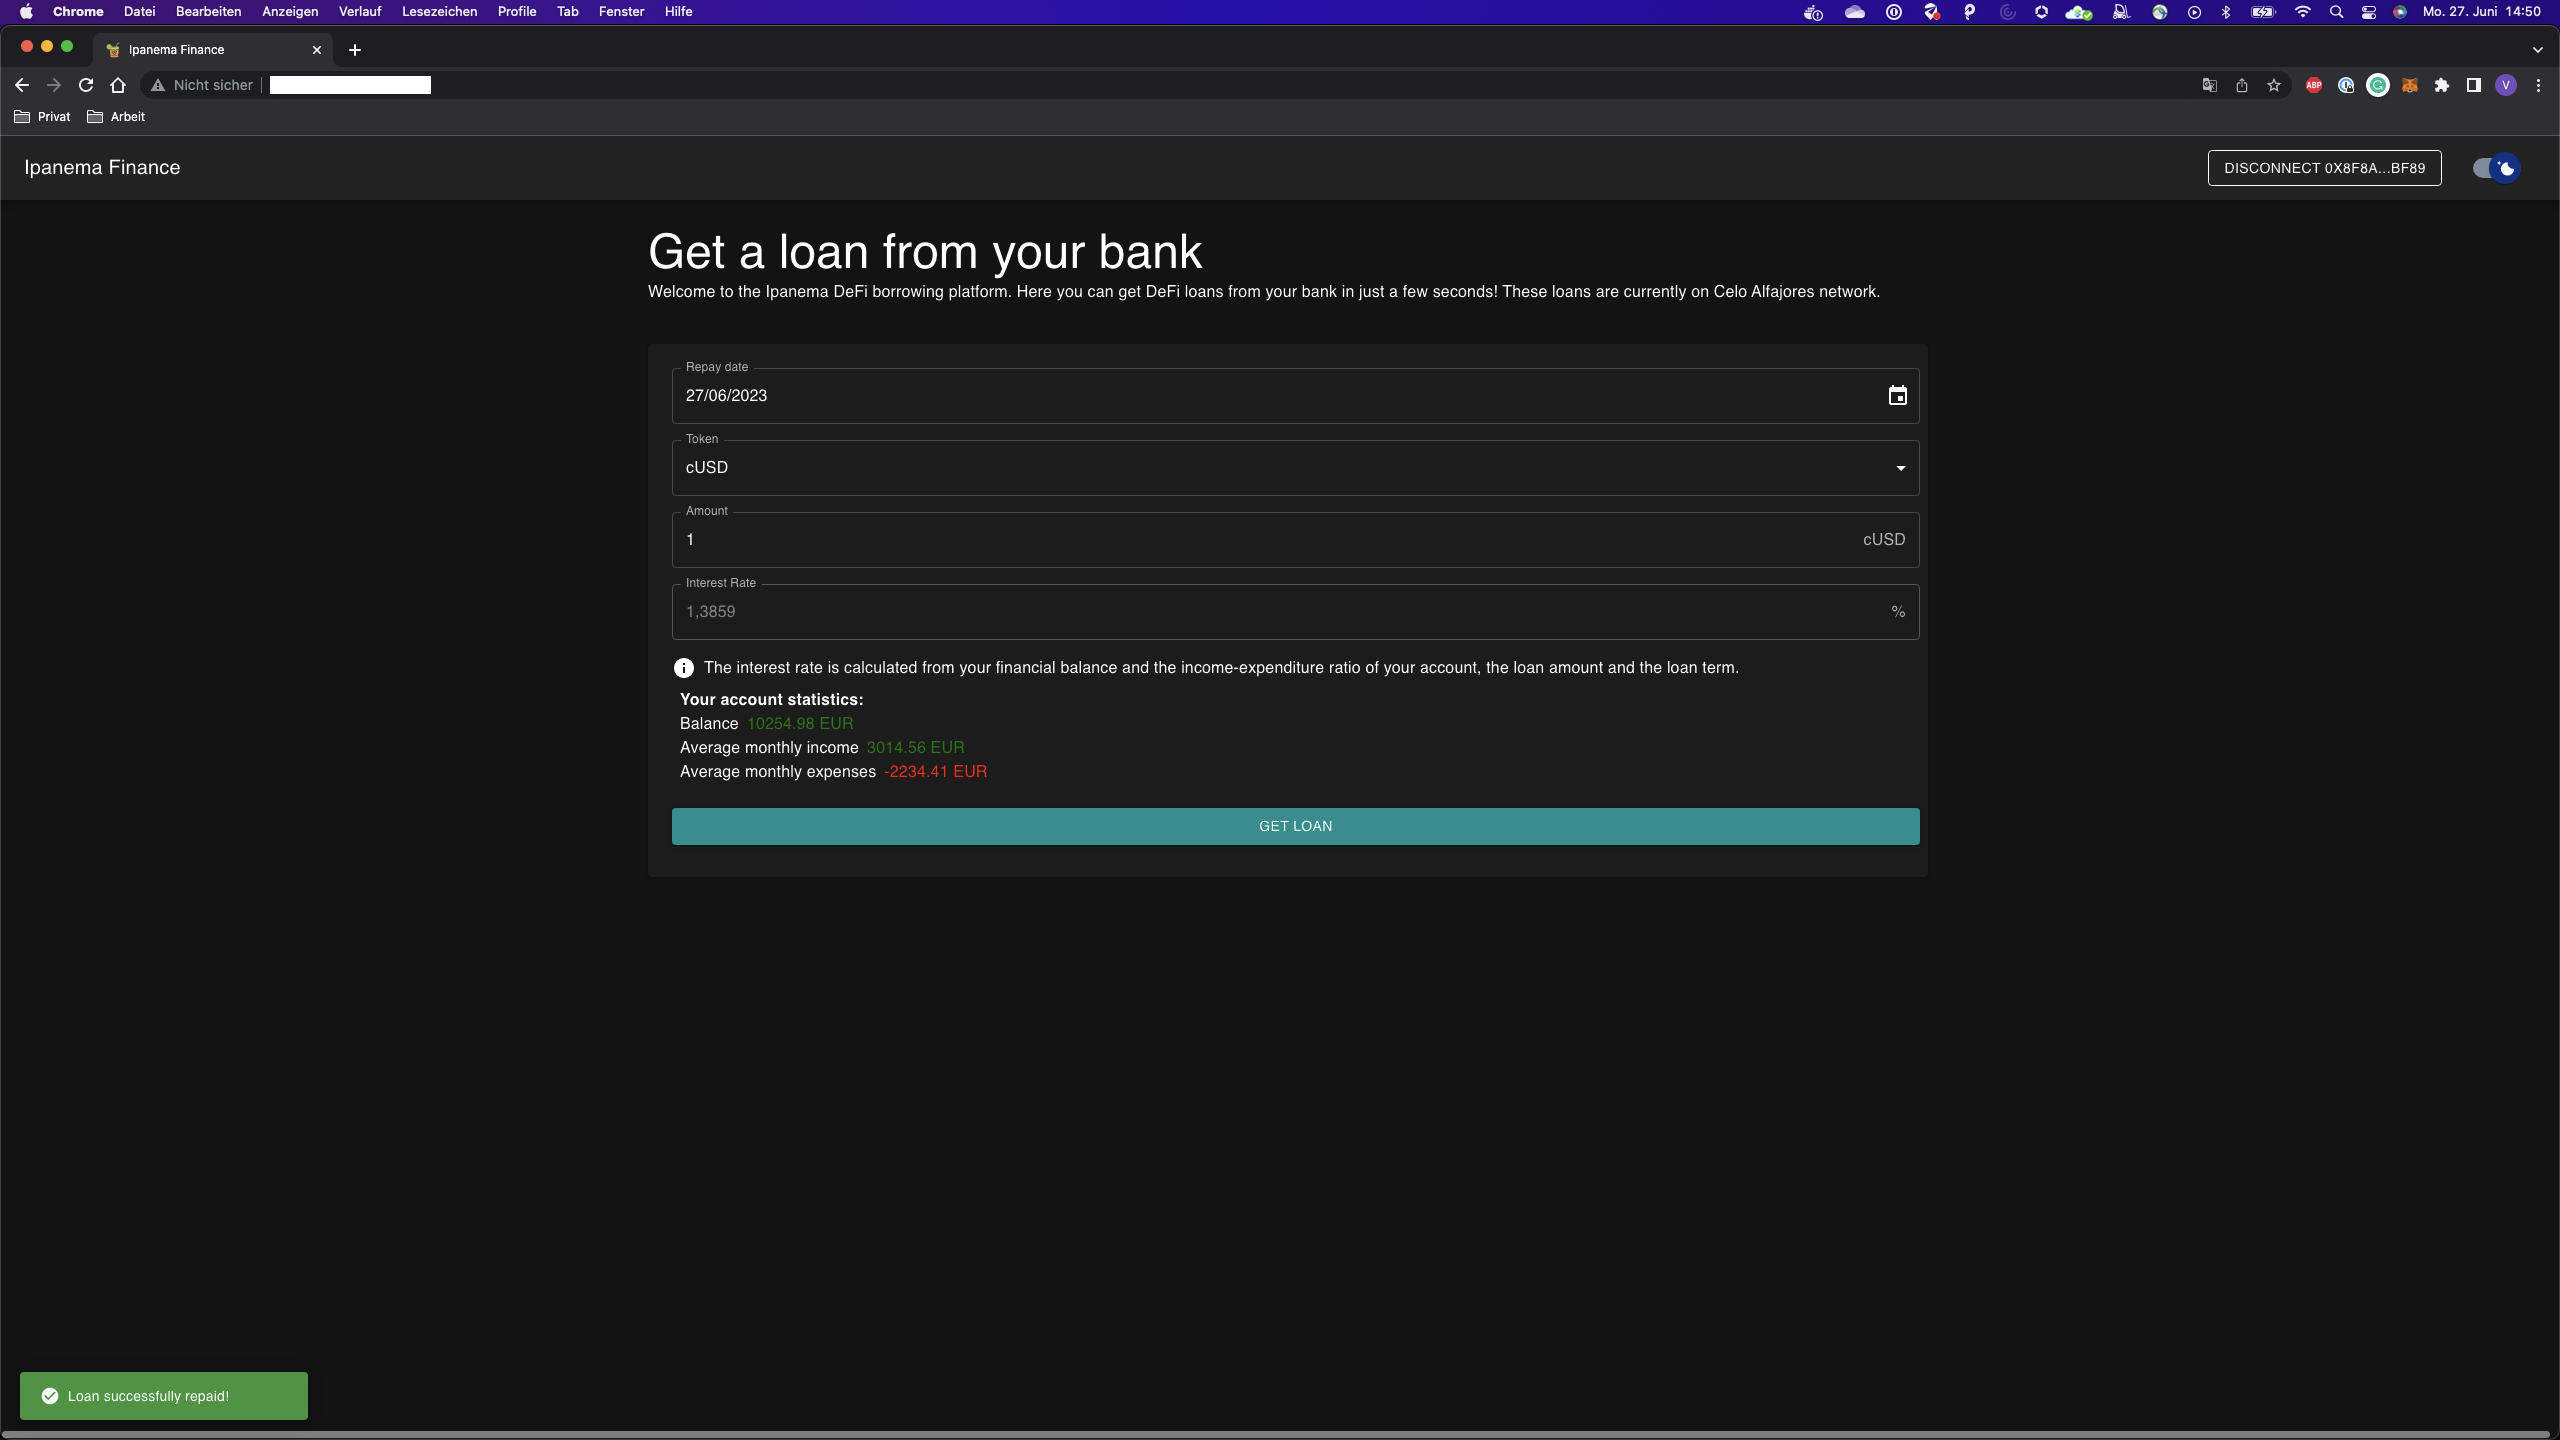 Chrome Datei Bearbeiten Anzeigen Verlauf Lesezeichen Profile Tab Fenster Hilfe Mo. 27. Juni 14:50
Ipanema Finance
Nicht sicher
ABP
V
Privat Arbeit
Ipanema Finance DISCONNECT 0X8F8A...BF89
Get a loan from your bank
Welcome to the Ipanema DeFi borrowing platform. Here you can get DeFi loans from your bank in just a few seconds! These loans are currently on Celo Alfajores network.
Repay date
27/06/2023
Token
cUSD
Amount
1 cUSD
Interest Rate
1,3859 %
The interest rate is calculated from your financial balance and the income-expenditure ratio of your account, the loan amount and the loan term.
Your account statistics:
Balance 10254.98 EUR
Average monthly income 3014.56 EUR
Average monthly expenses -2234.41 EUR
GET LOAN
Loan successfully repaid!